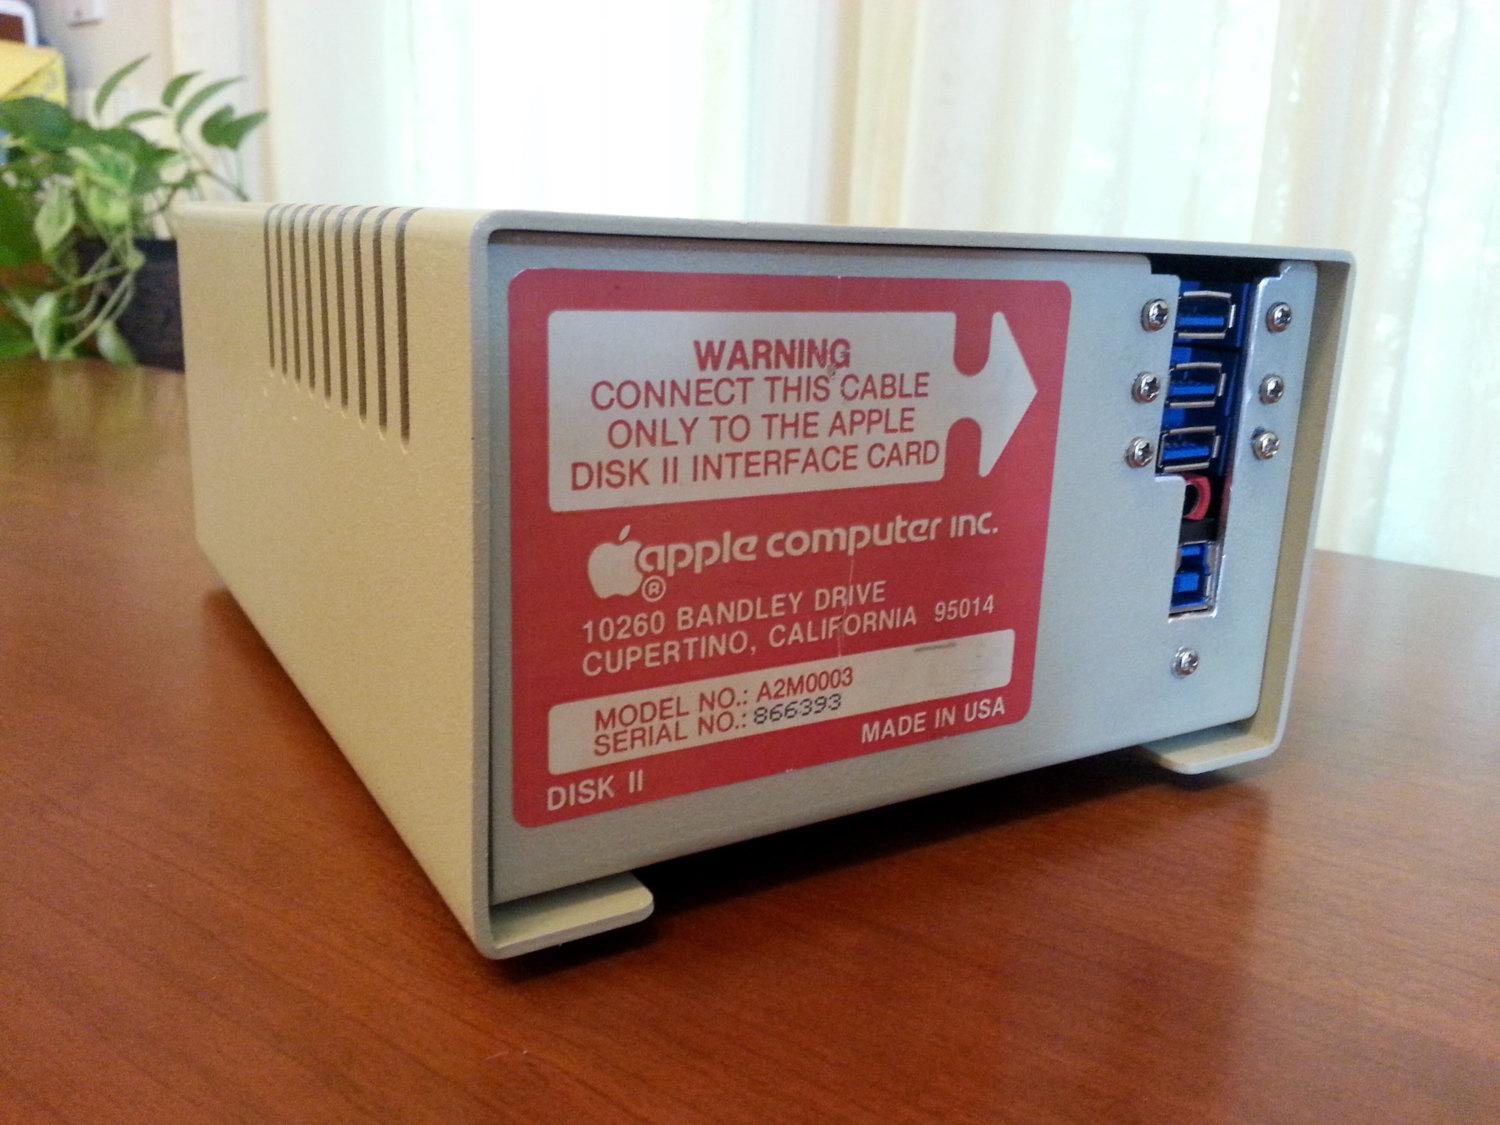 WARNING
CONNECT THIS CABLE
ONLY TO THE APPLE
DISK II INTERFACE CARD
apple computer inc.
®
10260 BANDLEY DRIVE
CUPERTINO, CALIFORNIA 95014
MODEL NO.: A2M0003
SERIAL NO.: 866393
MADE IN USA
DISK II